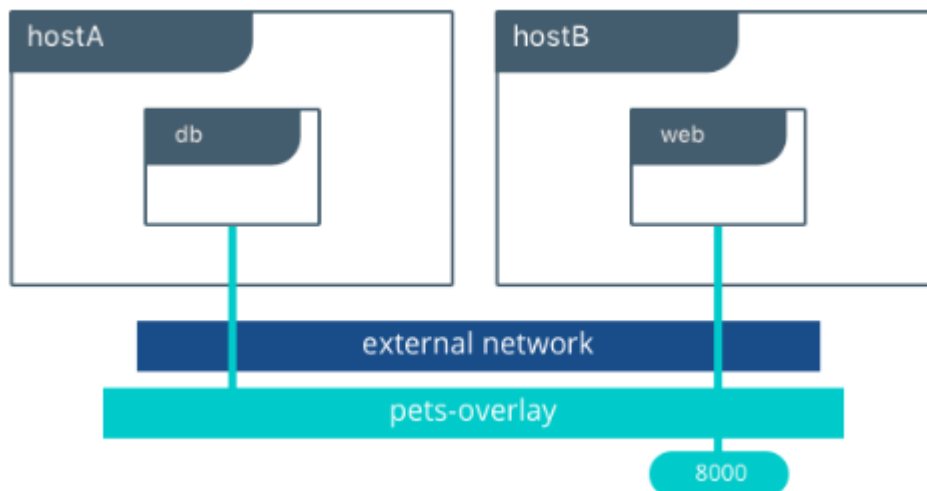 hostA
hostB
db
web
external network
pets-overlay
8000